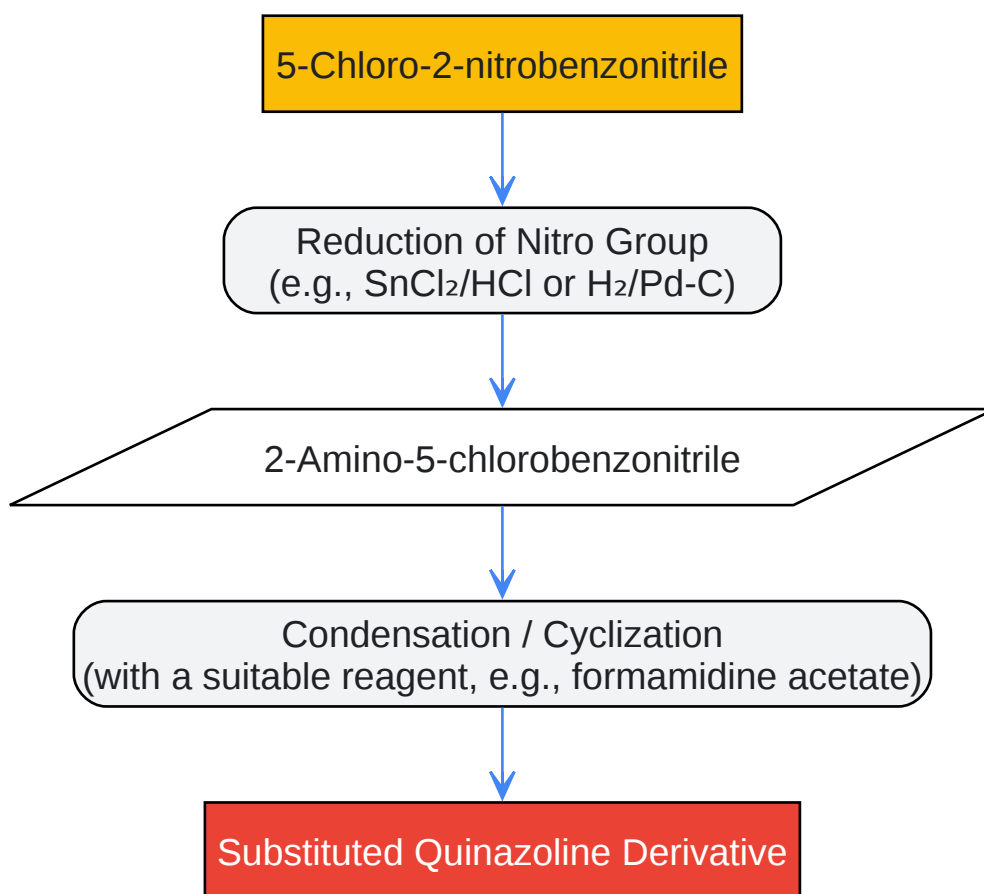 5-Chloro-2-nitrobenzonitrile
Reduction of Nitro Group
(e.g., SnCl₂/HCl or H₂/Pd-C)
2-Amino-5-chlorobenzonitrile
Condensation / Cyclization
(with a suitable reagent, e.g., formamidine acetate)
Substituted Quinazoline Derivative